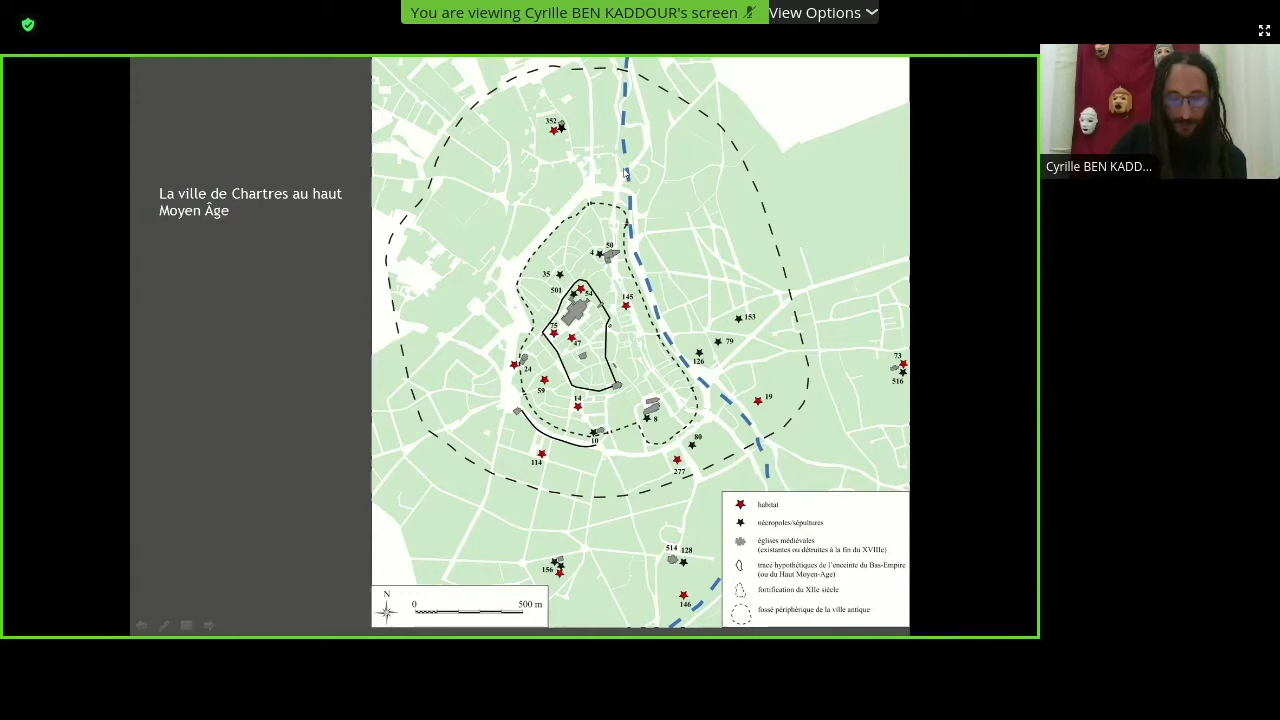 You are viewing Cyrille BEN KADDOUR's screen
View Options
Cyrille BEN KADD...
La ville de Chartres au haut
Moyen Âge
352
50
4
35
501
54
145
75
47
153
79
126
24
59
73
516
19
14
8
10
80
114
277
514 128
156
146
N
0
500 m
habitat
nécropoles/sépultures
églises médiévales
(existantes ou détruites à la fin du XVIIIe)
tracé hypothétiques de l'enceinte du Bas-Empire
(ou du Haut Moyen-Age)
fortification du XIIe siècle
fossé périphérique de la ville antique